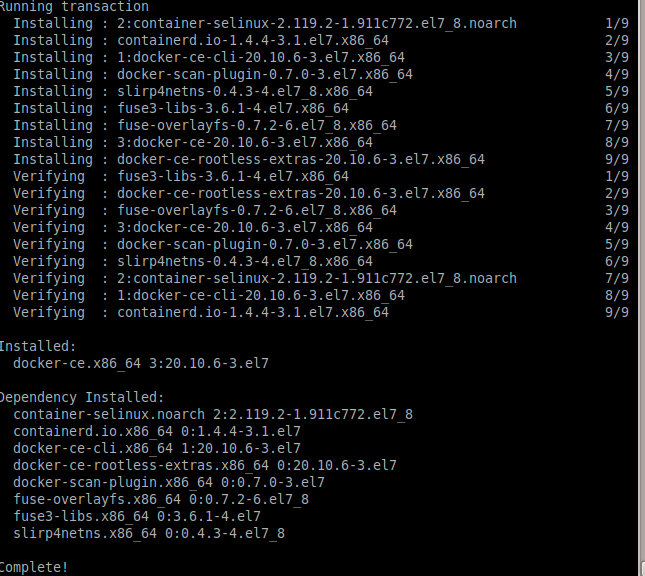 Running transaction
  Installing : 2:container-selinux-2.119.2-1.911c772.el7_8.noarch 1/9
  Installing : containerd.io-1.4.4-3.1.el7.x86_64 2/9
  Installing : 1:docker-ce-cli-20.10.6-3.el7.x86_64 3/9
  Installing : docker-scan-plugin-0.7.0-3.el7.x86_64 4/9
  Installing : slirp4netns-0.4.3-4.el7_8.x86_64 5/9
  Installing : fuse3-libs-3.6.1-4.el7.x86_64 6/9
  Installing : fuse-overlayfs-0.7.2-6.el7_8.x86_64 7/9
  Installing : 3:docker-ce-20.10.6-3.el7.x86_64 8/9
  Installing : docker-ce-rootless-extras-20.10.6-3.el7.x86_64 9/9
  Verifying  : fuse3-libs-3.6.1-4.el7.x86_64 1/9
  Verifying  : docker-ce-rootless-extras-20.10.6-3.el7.x86_64 2/9
  Verifying  : fuse-overlayfs-0.7.2-6.el7_8.x86_64 3/9
  Verifying  : 3:docker-ce-20.10.6-3.el7.x86_64 4/9
  Verifying  : docker-scan-plugin-0.7.0-3.el7.x86_64 5/9
  Verifying  : slirp4netns-0.4.3-4.el7_8.x86_64 6/9
  Verifying  : 2:container-selinux-2.119.2-1.911c772.el7_8.noarch 7/9
  Verifying  : 1:docker-ce-cli-20.10.6-3.el7.x86_64 8/9
  Verifying  : containerd.io-1.4.4-3.1.el7.x86_64 9/9

Installed:
  docker-ce.x86_64 3:20.10.6-3.el7

Dependency Installed:
  container-selinux.noarch 2:2.119.2-1.911c772.el7_8
  containerd.io.x86_64 0:1.4.4-3.1.el7
  docker-ce-cli.x86_64 1:20.10.6-3.el7
  docker-ce-rootless-extras.x86_64 0:20.10.6-3.el7
  docker-scan-plugin.x86_64 0:0.7.0-3.el7
  fuse-overlayfs.x86_64 0:0.7.2-6.el7_8
  fuse3-libs.x86_64 0:3.6.1-4.el7
  slirp4netns.x86_64 0:0.4.3-4.el7_8

Complete!